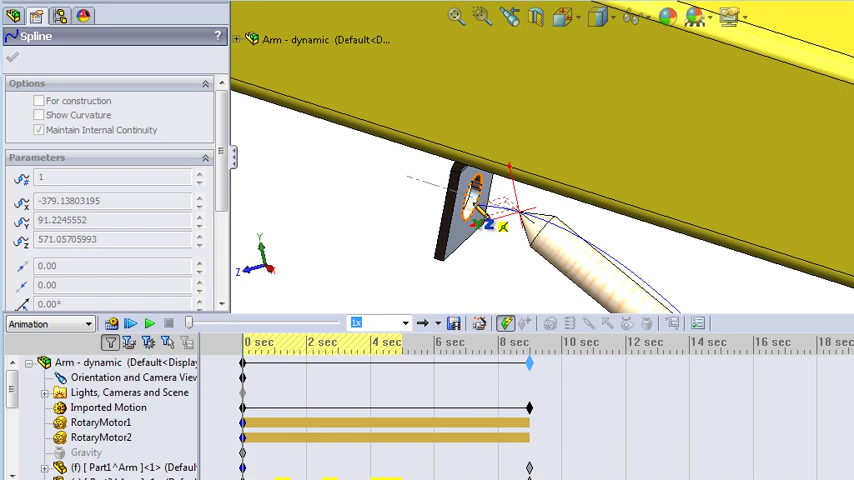 Spline
?
Options
For construction
Show Curvature
Maintain Internal Continuity
Parameters
1
-379.13803195
91.2245552
571.05705993
0.00
0.00
0.00°
Arm - dynamic (Default<D...
Y
Z
Animation
1x
0 sec 2 sec 4 sec 6 sec 8 sec 10 sec 12 sec 14 sec 16 sec 18 sec
Arm - dynamic (Default<Display
Orientation and Camera View
Lights, Cameras and Scene
Imported Motion
RotaryMotor1
RotaryMotor2
Gravity
(f) [ Part1^Arm ]<1> (Defaul